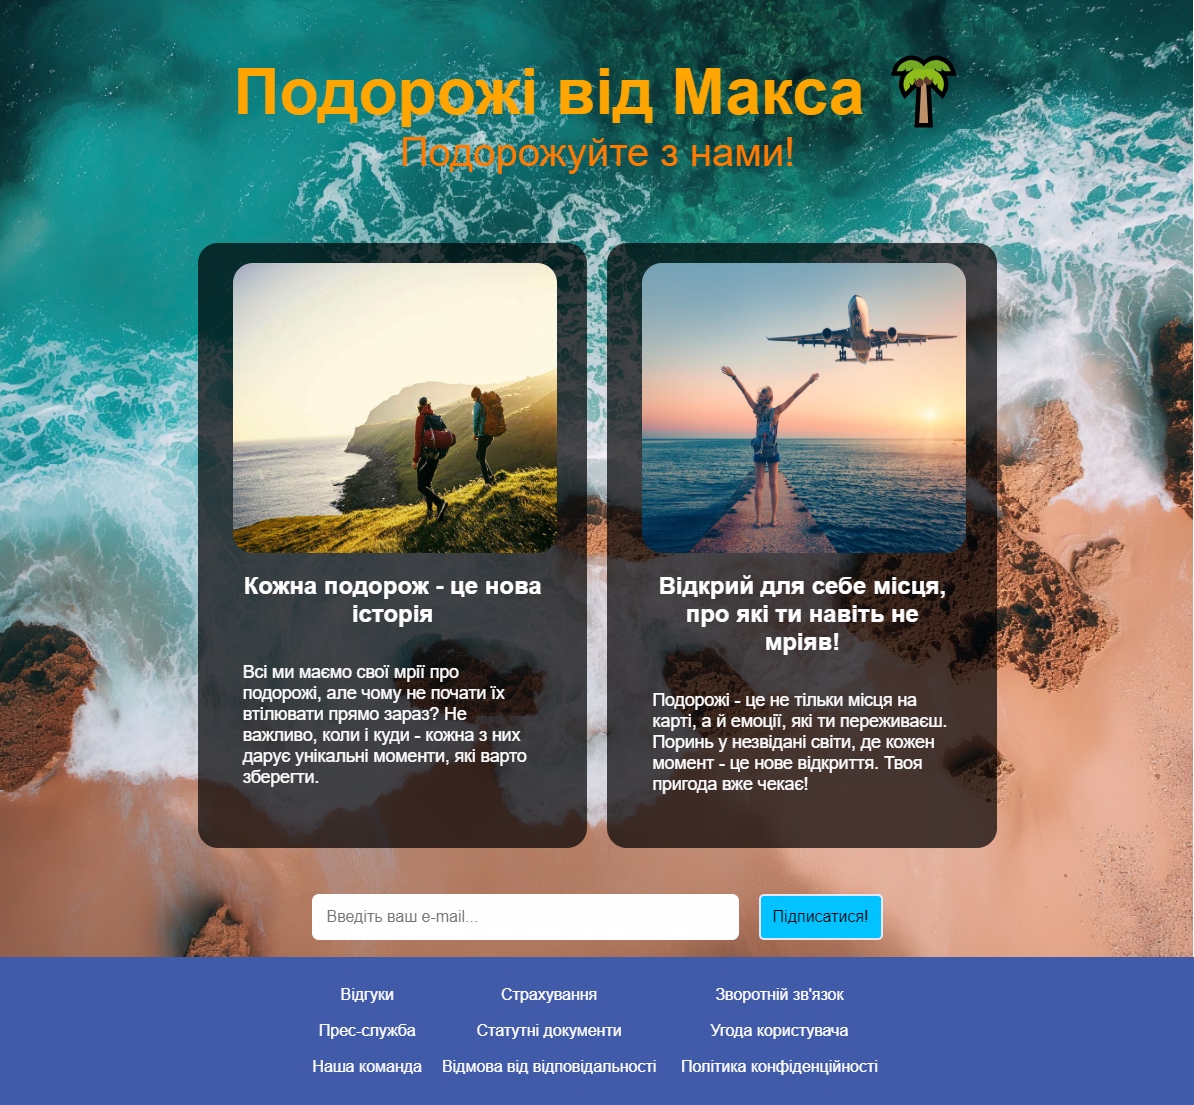 Подорожі від Макса
Подорожуйте з нами!
Кожна подорож - це нова
історія
Всі ми маємо свої мрії про
подорожі, але чому не почати їх
втілювати прямо зараз? Не
важливо, коли і куди - кожна з них
дарує унікальні моменти, які варто
зберегти.
Відкрий для себе місця,
про які ти навіть не
мріяв!
Подорожі - це не тільки місця на
карті, а й емоції, які ти переживаєш.
Поринь у незвідані світи, де кожен
момент - це нове відкриття. Твоя
пригода вже чекає!
Введіть ваш e-mail...
Підписатися!
Відгуки
Страхування
Зворотній зв'язок
Прес-служба
Статутні документи
Угода користувача
Наша команда
Відмова від відповідальності
Політика конфіденційності